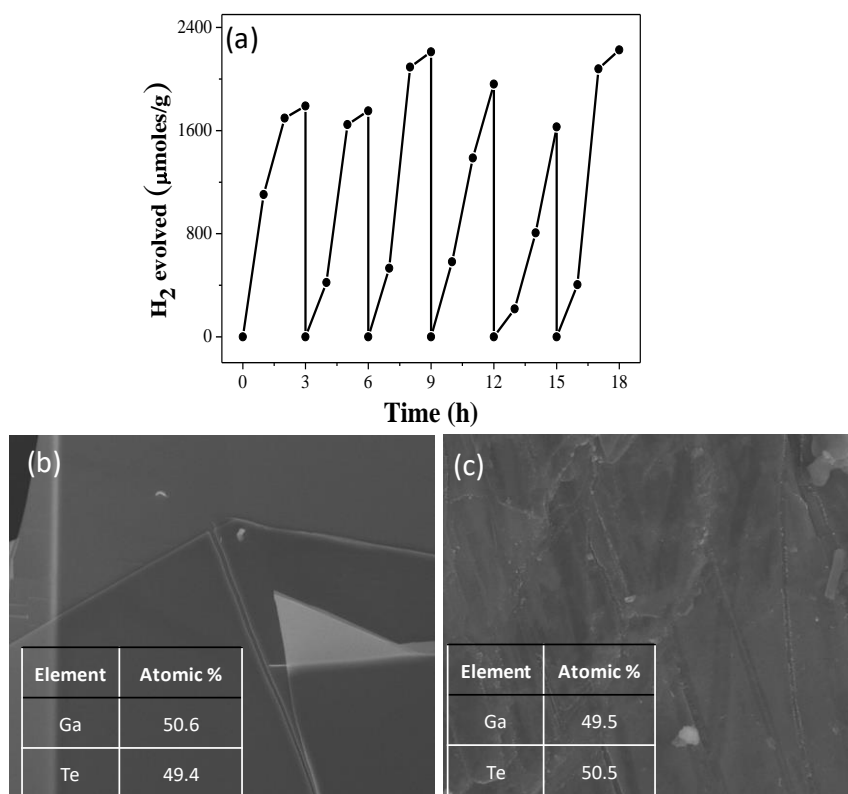 (a)
2400
1600
800
0
H₂ evolved (μmoles/g)
0 3 6 9 12 15 18
Time (h)
(b)
Element Atomic %
Ga 50.6
Te 49.4
(c)
Element Atomic %
Ga 49.5
Te 50.5